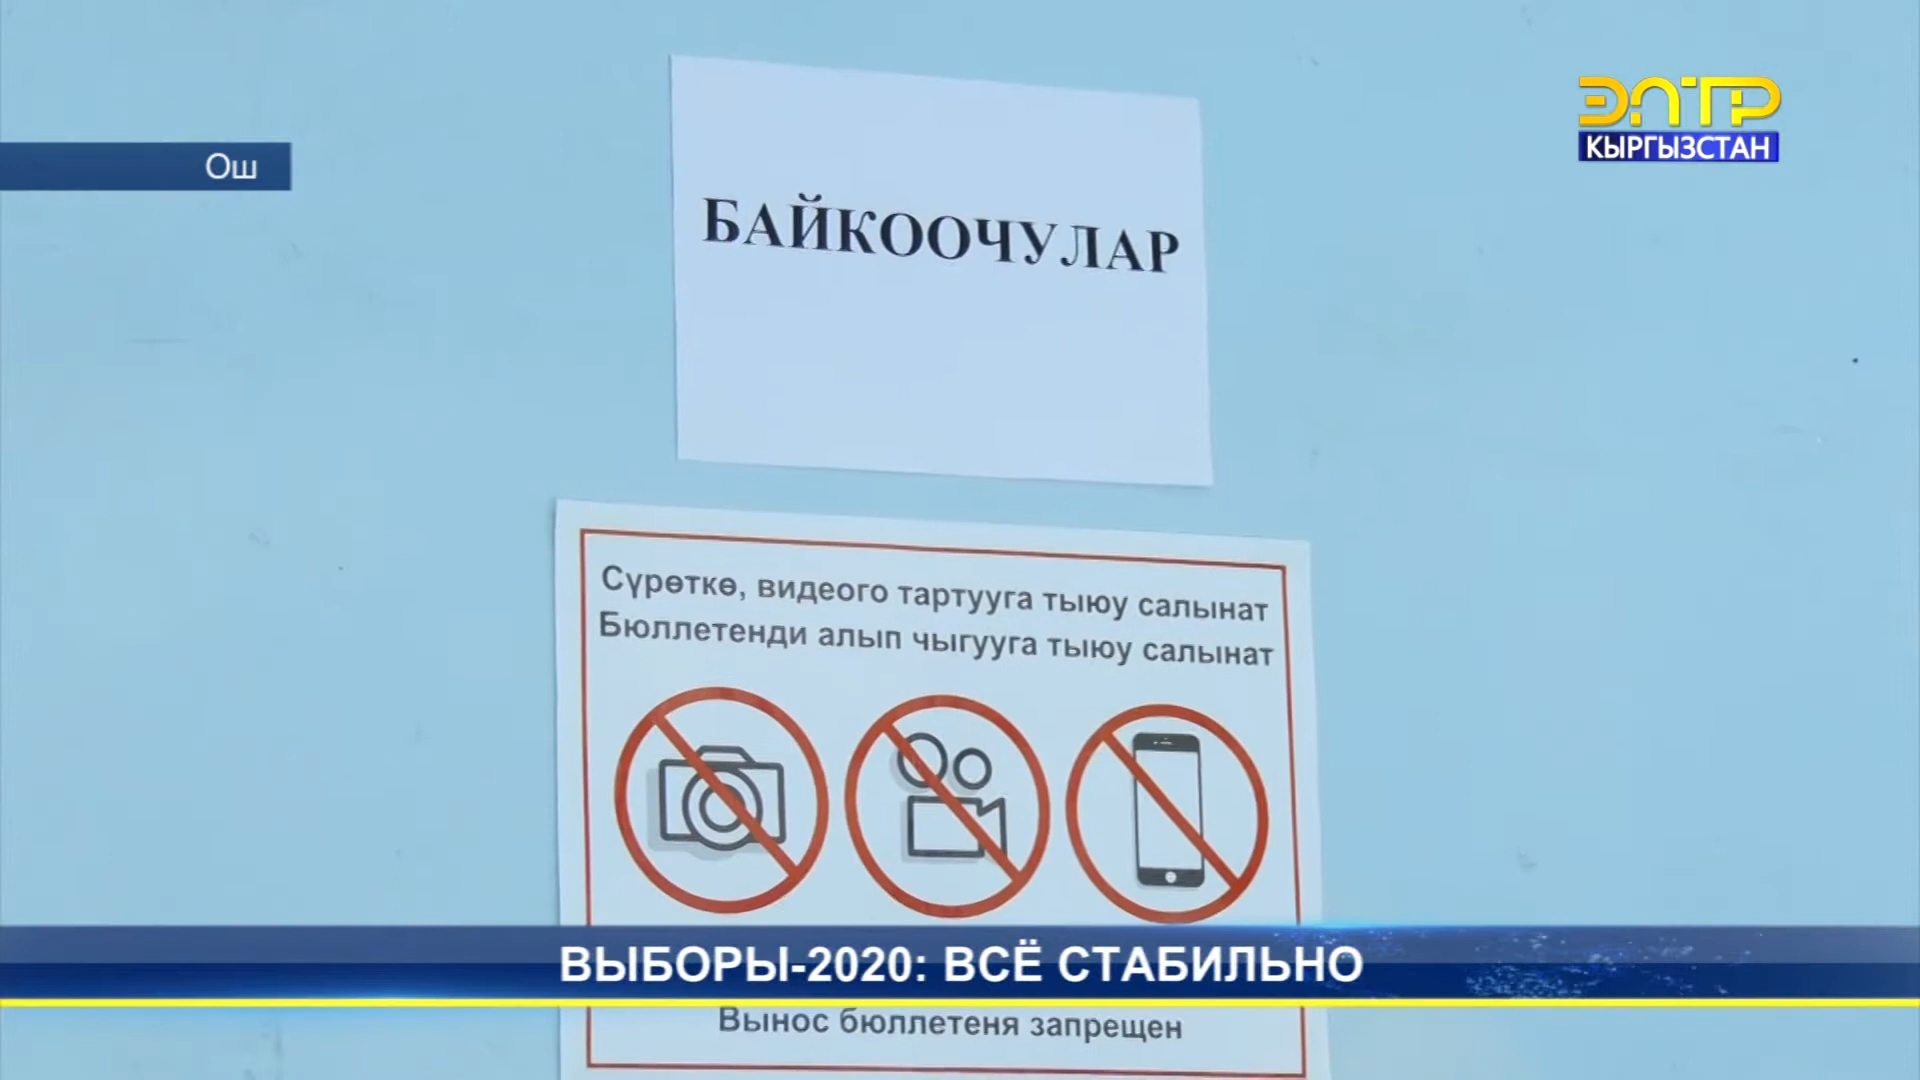 ЭЛТР
КЫРГЫЗСТАН
Ош
БАЙКООЧУЛАР
Сүрөткө, видеого тартууга тыюу салынат
Бюллетенди алып чыгууга тыюу салынат
ВЫБОРЫ-2020: ВСЁ СТАБИЛЬНО
Вынос бюллетеня запрещен